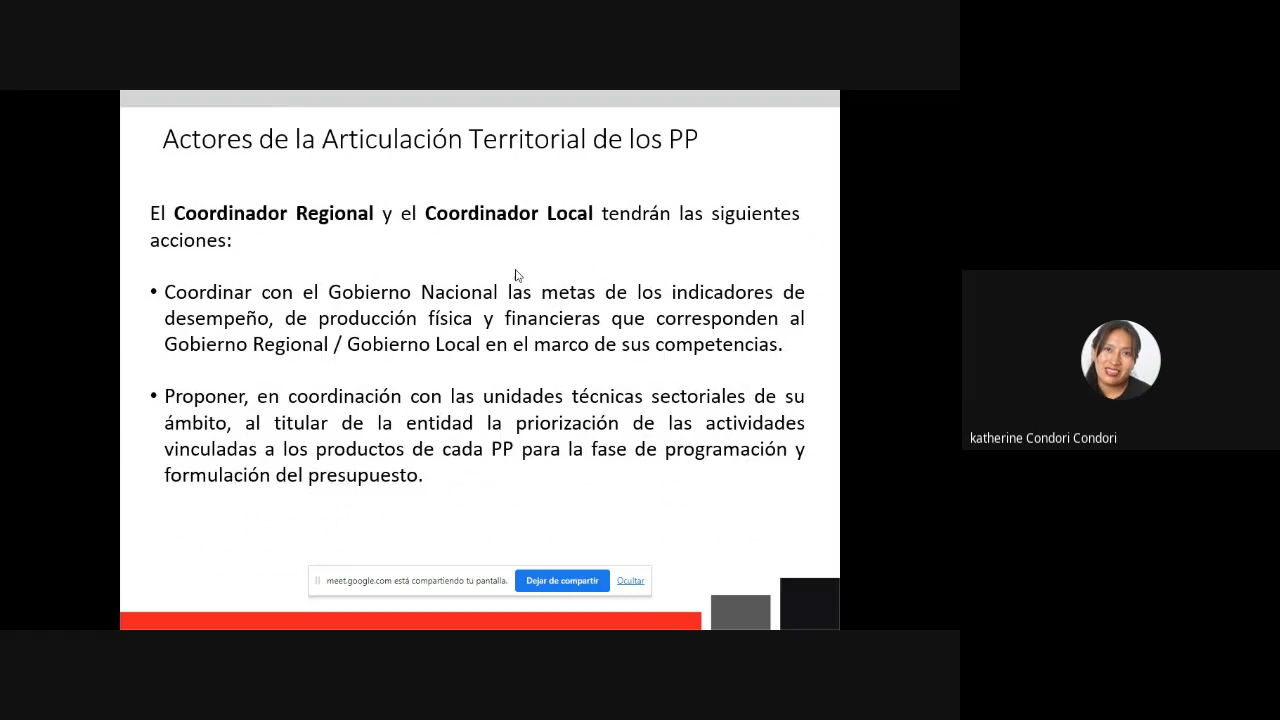 Actores de la Articulación Territorial de los PP
El Coordinador Regional y el Coordinador Local tendrán las siguientes
acciones:
• Coordinar con el Gobierno Nacional las metas de los indicadores de
desempeño, de producción física y financieras que corresponden al
Gobierno Regional / Gobierno Local en el marco de sus competencias.
• Proponer, en coordinación con las unidades técnicas sectoriales de su
ámbito, al titular de la entidad la priorización de las actividades
vinculadas a los productos de cada PP para la fase de programación y
formulación del presupuesto.
meet.google.com está compartiendo tu pantalla. Dejar de compartir Ocultar
katherine Condori Condori